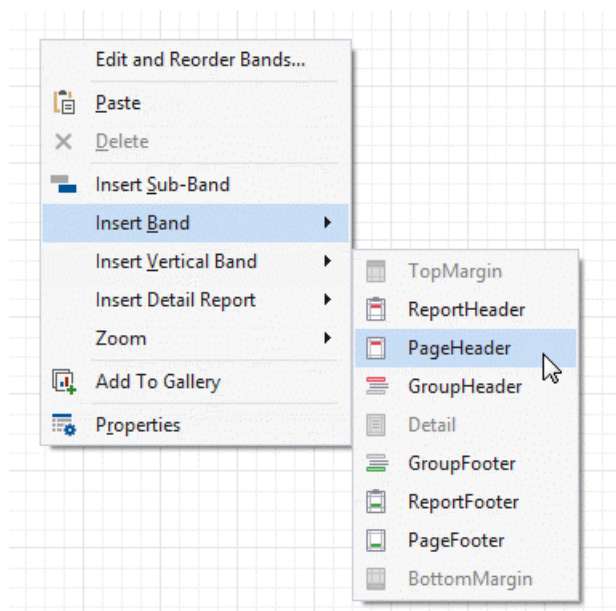 Edit and Reorder Bands...
Paste
Delete
Insert Sub-Band
Insert Band
Insert Vertical Band
Insert Detail Report
Zoom
Add To Gallery
Properties
TopMargin
ReportHeader
PageHeader
GroupHeader
Detail
GroupFooter
ReportFooter
PageFooter
BottomMargin